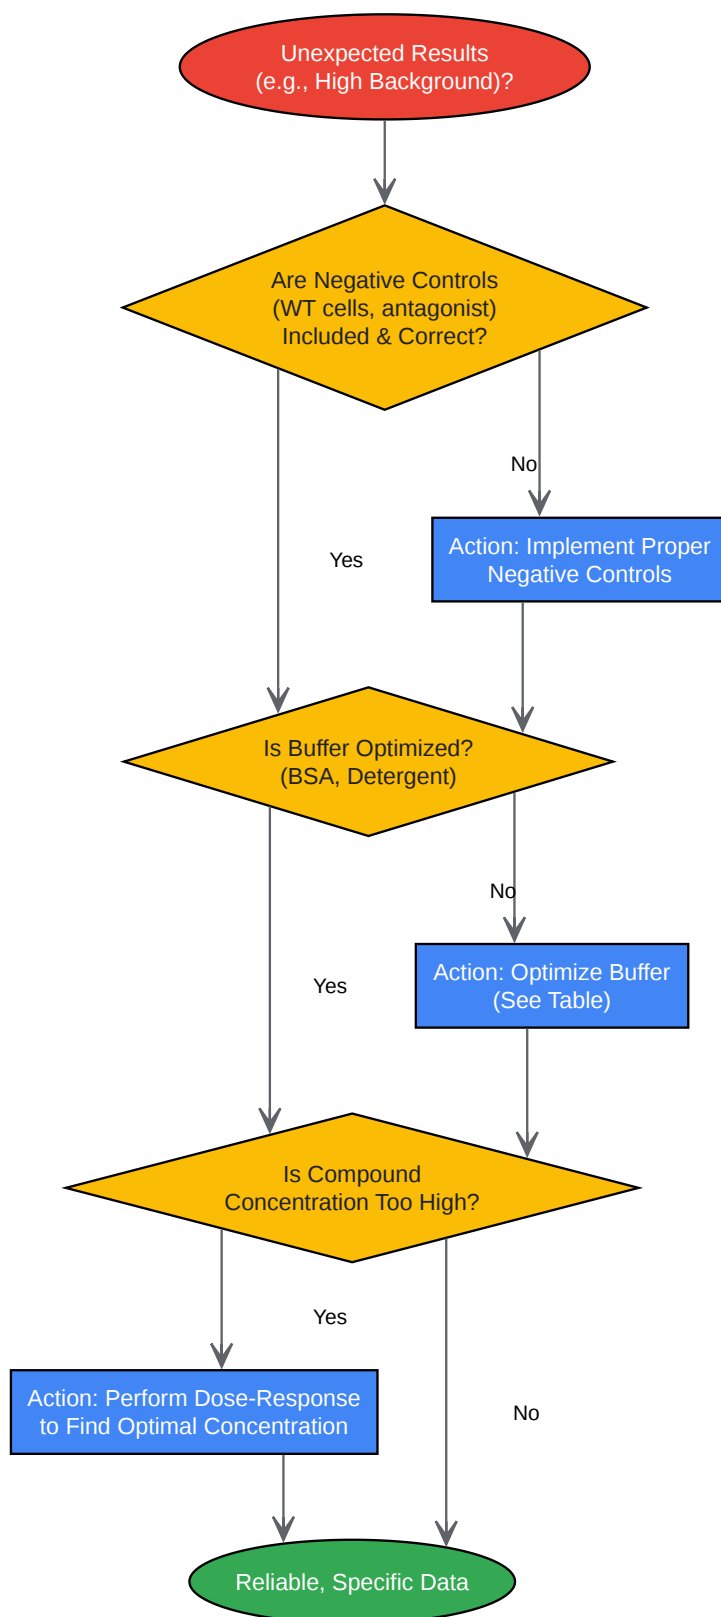 Unexpected Results
(e.g., High Background)?
Are Negative Controls
(WT cells, antagonist)
Included & Correct?
No
Action: Implement Proper
Negative Controls
Yes
Is Buffer Optimized?
(BSA, Detergent)
No
Action: Optimize Buffer
(See Table)
Yes
Is Compound
Concentration Too High?
Yes
Action: Perform Dose-Response
to Find Optimal Concentration
No
Reliable, Specific Data